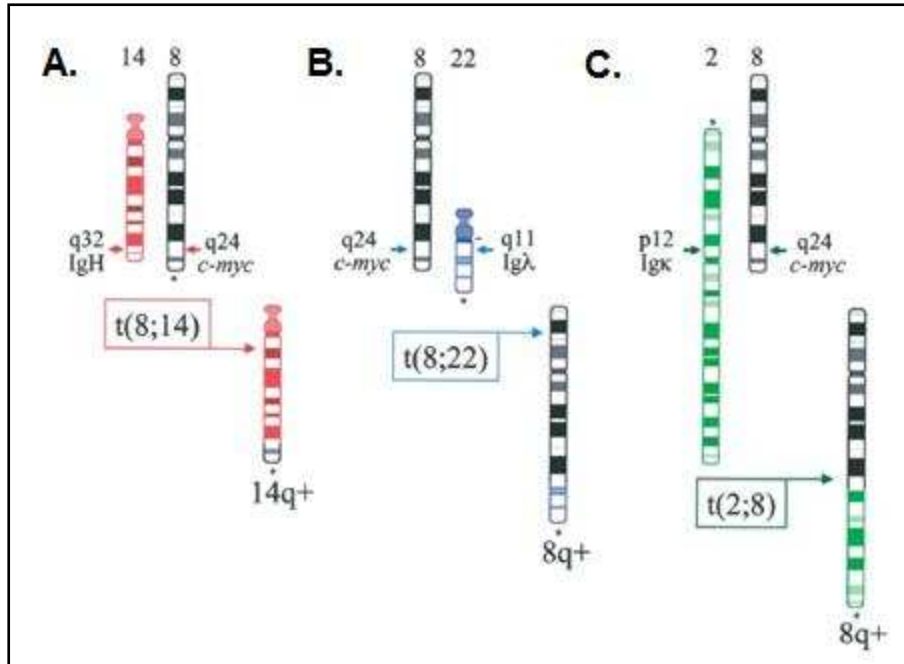 A.
14 8
q32
IgH
q24
c-myc
t(8;14)
14q+
B.
8 22
q24
c-myc
q11
Igλ
t(8;22)
8q+
C.
2 8
p12
Igκ
q24
c-myc
t(2;8)
8q+